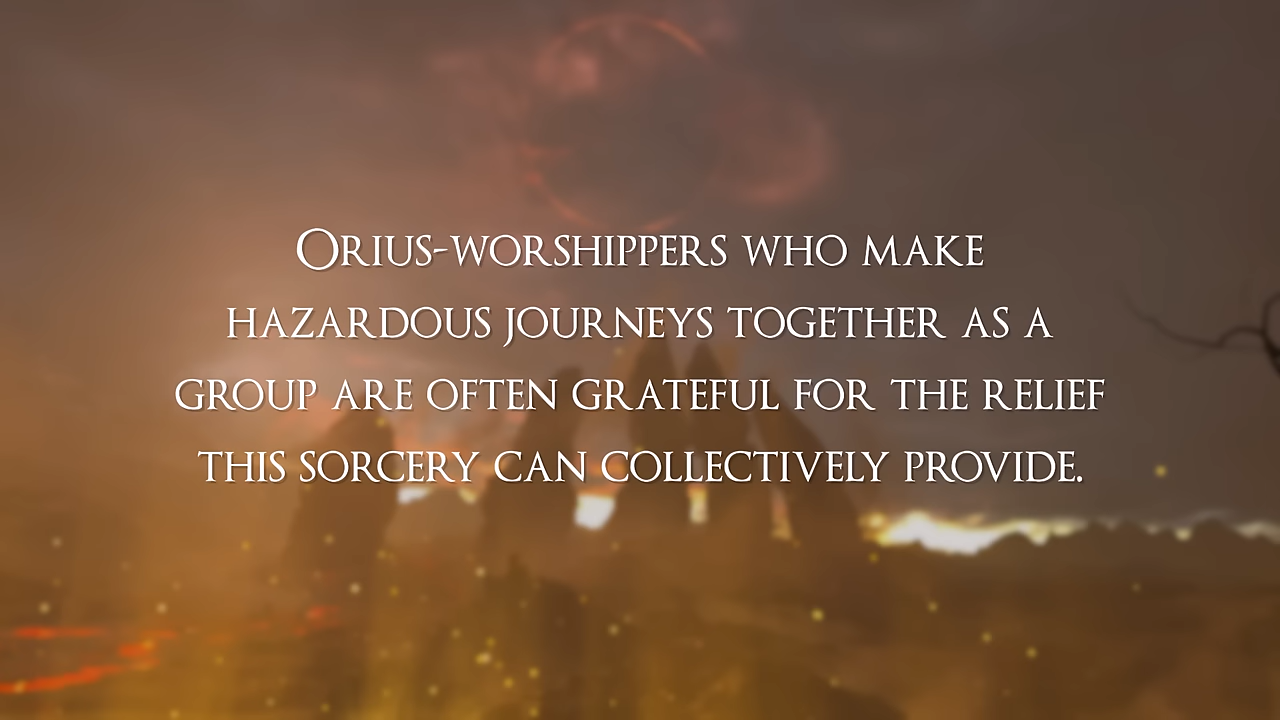 Orius-worshippers who make
hazardous journeys together as a
group are often grateful for the relief
this sorcery can collectively provide.